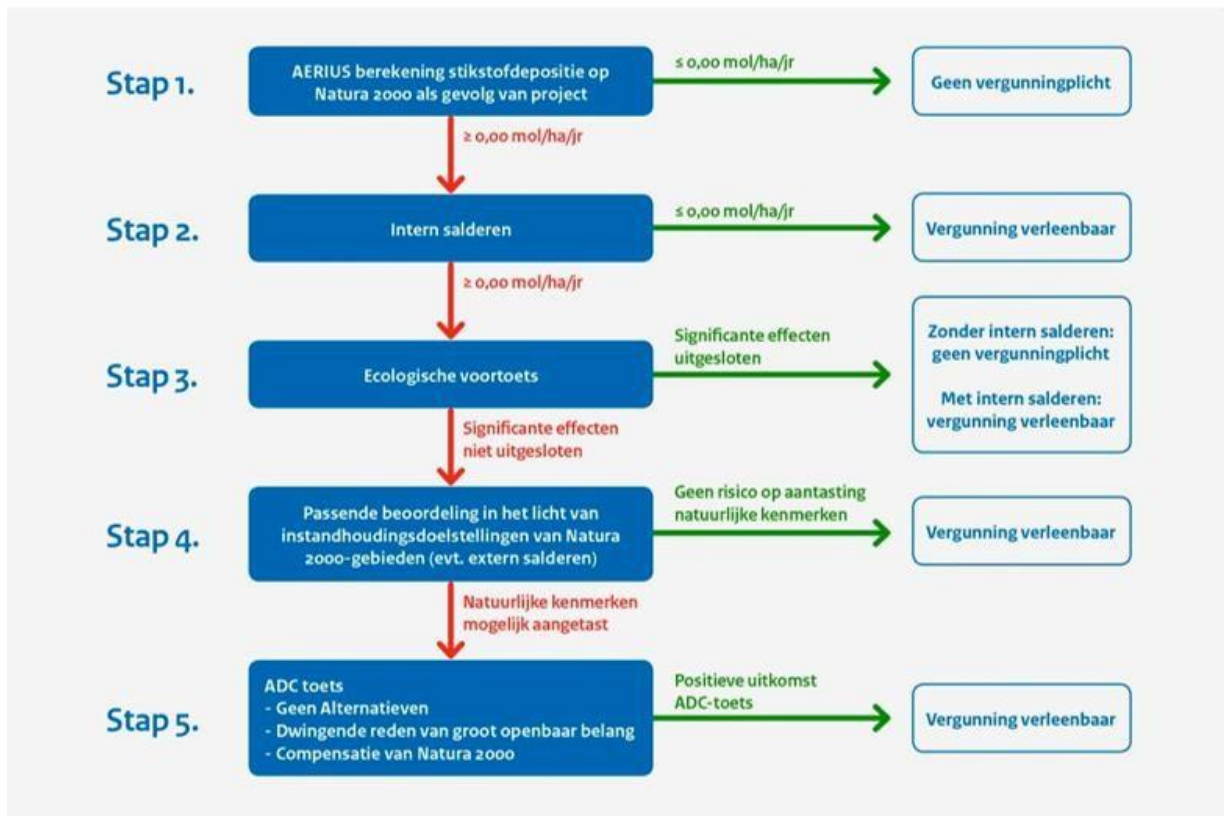 Stap 1.
AERIUS berekening stikstofdepositie op
Natura 2000 als gevolg van project
≤ 0,00 mol/ha/jr
Geen vergunningplicht
≥ 0,00 mol/ha/jr
Stap 2.
Intern salderen
≤ 0,00 mol/ha/jr
Vergunning verleenbaar
≥ 0,00 mol/ha/jr
Stap 3.
Ecologische voortoets
Significante effecten
uitgesloten
Zonder intern salderen:
geen vergunningplicht
Met intern salderen:
vergunning verleenbaar
Significante effecten
niet uitgesloten
Stap 4.
Passende beoordeling in het licht van
instandhoudingsdoelstellingen van Natura
2000-gebieden (evt. extern salderen)
Geen risico op aantasting
natuurlijke kenmerken
Vergunning verleenbaar
Natuurlijke kenmerken
mogelijk aangetast
Stap 5.
ADC toets
- Geen Alternatieven
- Dwingende reden van groot openbaar belang
- Compensatie van Natura 2000
Positieve uitkomst
ADC-toets
Vergunning verleenbaar